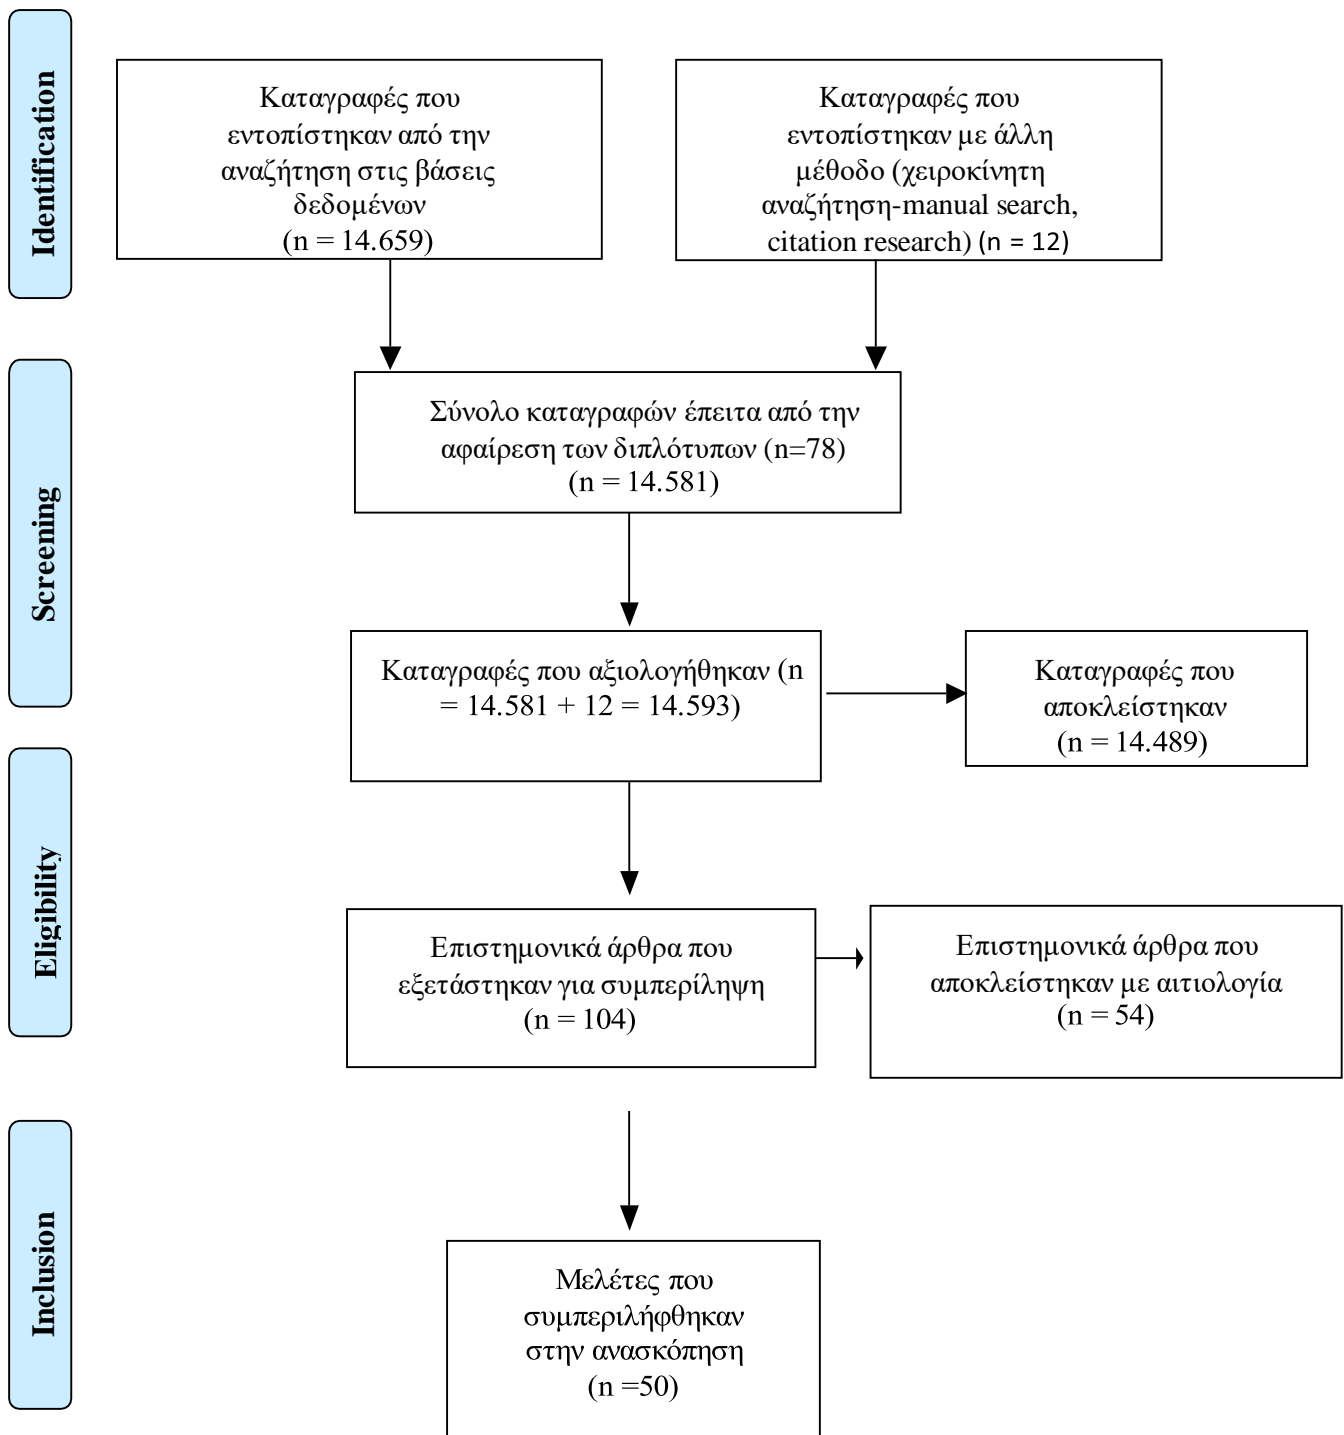 Identification
Καταγραφές που
εντοπίστηκαν από την
αναζήτηση στις βάσεις
δεδομένων
(n = 14.659)
Καταγραφές που
εντοπίστηκαν με άλλη
μέθοδο (χειροκίνητη
αναζήτηση-manual search,
citation research) (n = 12)
Screening
Σύνολο καταγραφών έπειτα από την
αφαίρεση των διπλότυπων (n=78)
(n = 14.581)
Καταγραφές που αξιολογήθηκαν (n
= 14.581 + 12 = 14.593)
Καταγραφές που
αποκλείστηκαν
(n = 14.489)
Eligibility
Επιστημονικά άρθρα που
εξετάστηκαν για συμπερίληψη
(n = 104)
Επιστημονικά άρθρα που
αποκλείστηκαν με αιτιολογία
(n = 54)
Inclusion
Μελέτες που
συμπεριλήφθηκαν
στην ανασκόπηση
(n =50)